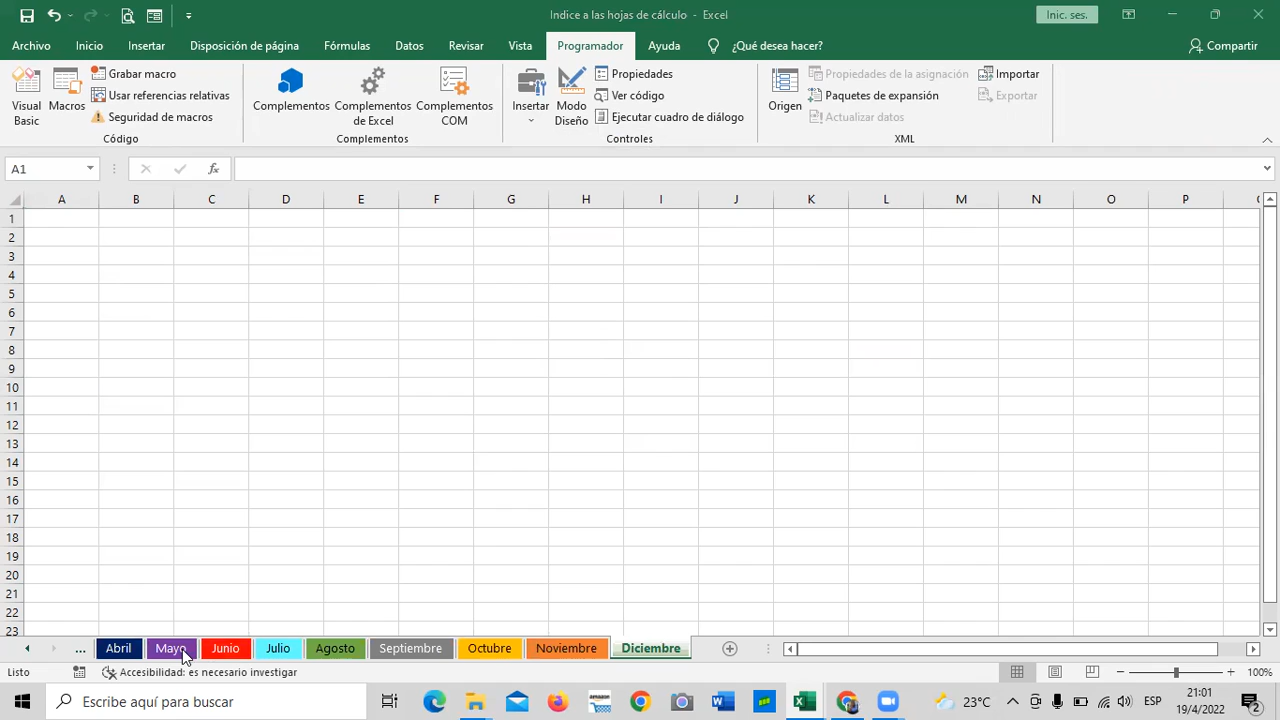 Indice a las hojas de cálculo - Excel
Inic. ses.
Archivo Inicio Insertar Disposición de página Fórmulas Datos Revisar Vista Programador Ayuda ¿Qué desea hacer? Compartir
Visual Basic
Macros
Grabar macro
Usar referencias relativas
Seguridad de macros
Código
Complementos
Complementos de Excel
Complementos COM
Complementos
Insertar
Modo Diseño
Propiedades
Ver código
Ejecutar cuadro de diálogo
Controles
Origen
Propiedades de la asignación
Paquetes de expansión
Actualizar datos
Importar
Exportar
XML
A1
fx
A B C D E F G H I J K L M N O P
1
2
3
4
5
6
7
8
9
10
11
12
13
14
15
16
17
18
19
20
21
22
23
... Abril Mayo Junio Julio Agosto Septiembre Octubre Noviembre Diciembre
Listo Accesibilidad: es necesario investigar 100%
Escribe aquí para buscar
amazon
23°C
ESP
21:01
19/4/2022
2